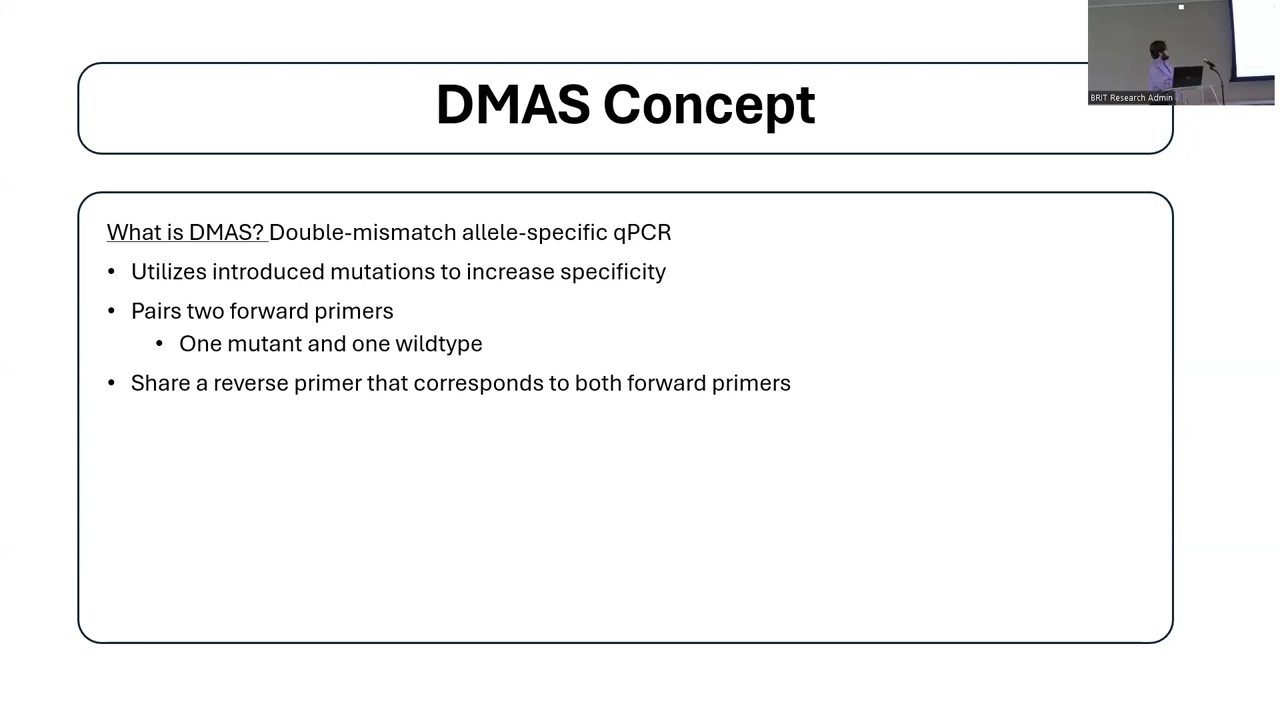 DMAS Concept
BRIT Research Admin
What is DMAS? Double-mismatch allele-specific qPCR
• Utilizes introduced mutations to increase specificity
• Pairs two forward primers
• One mutant and one wildtype
• Share a reverse primer that corresponds to both forward primers